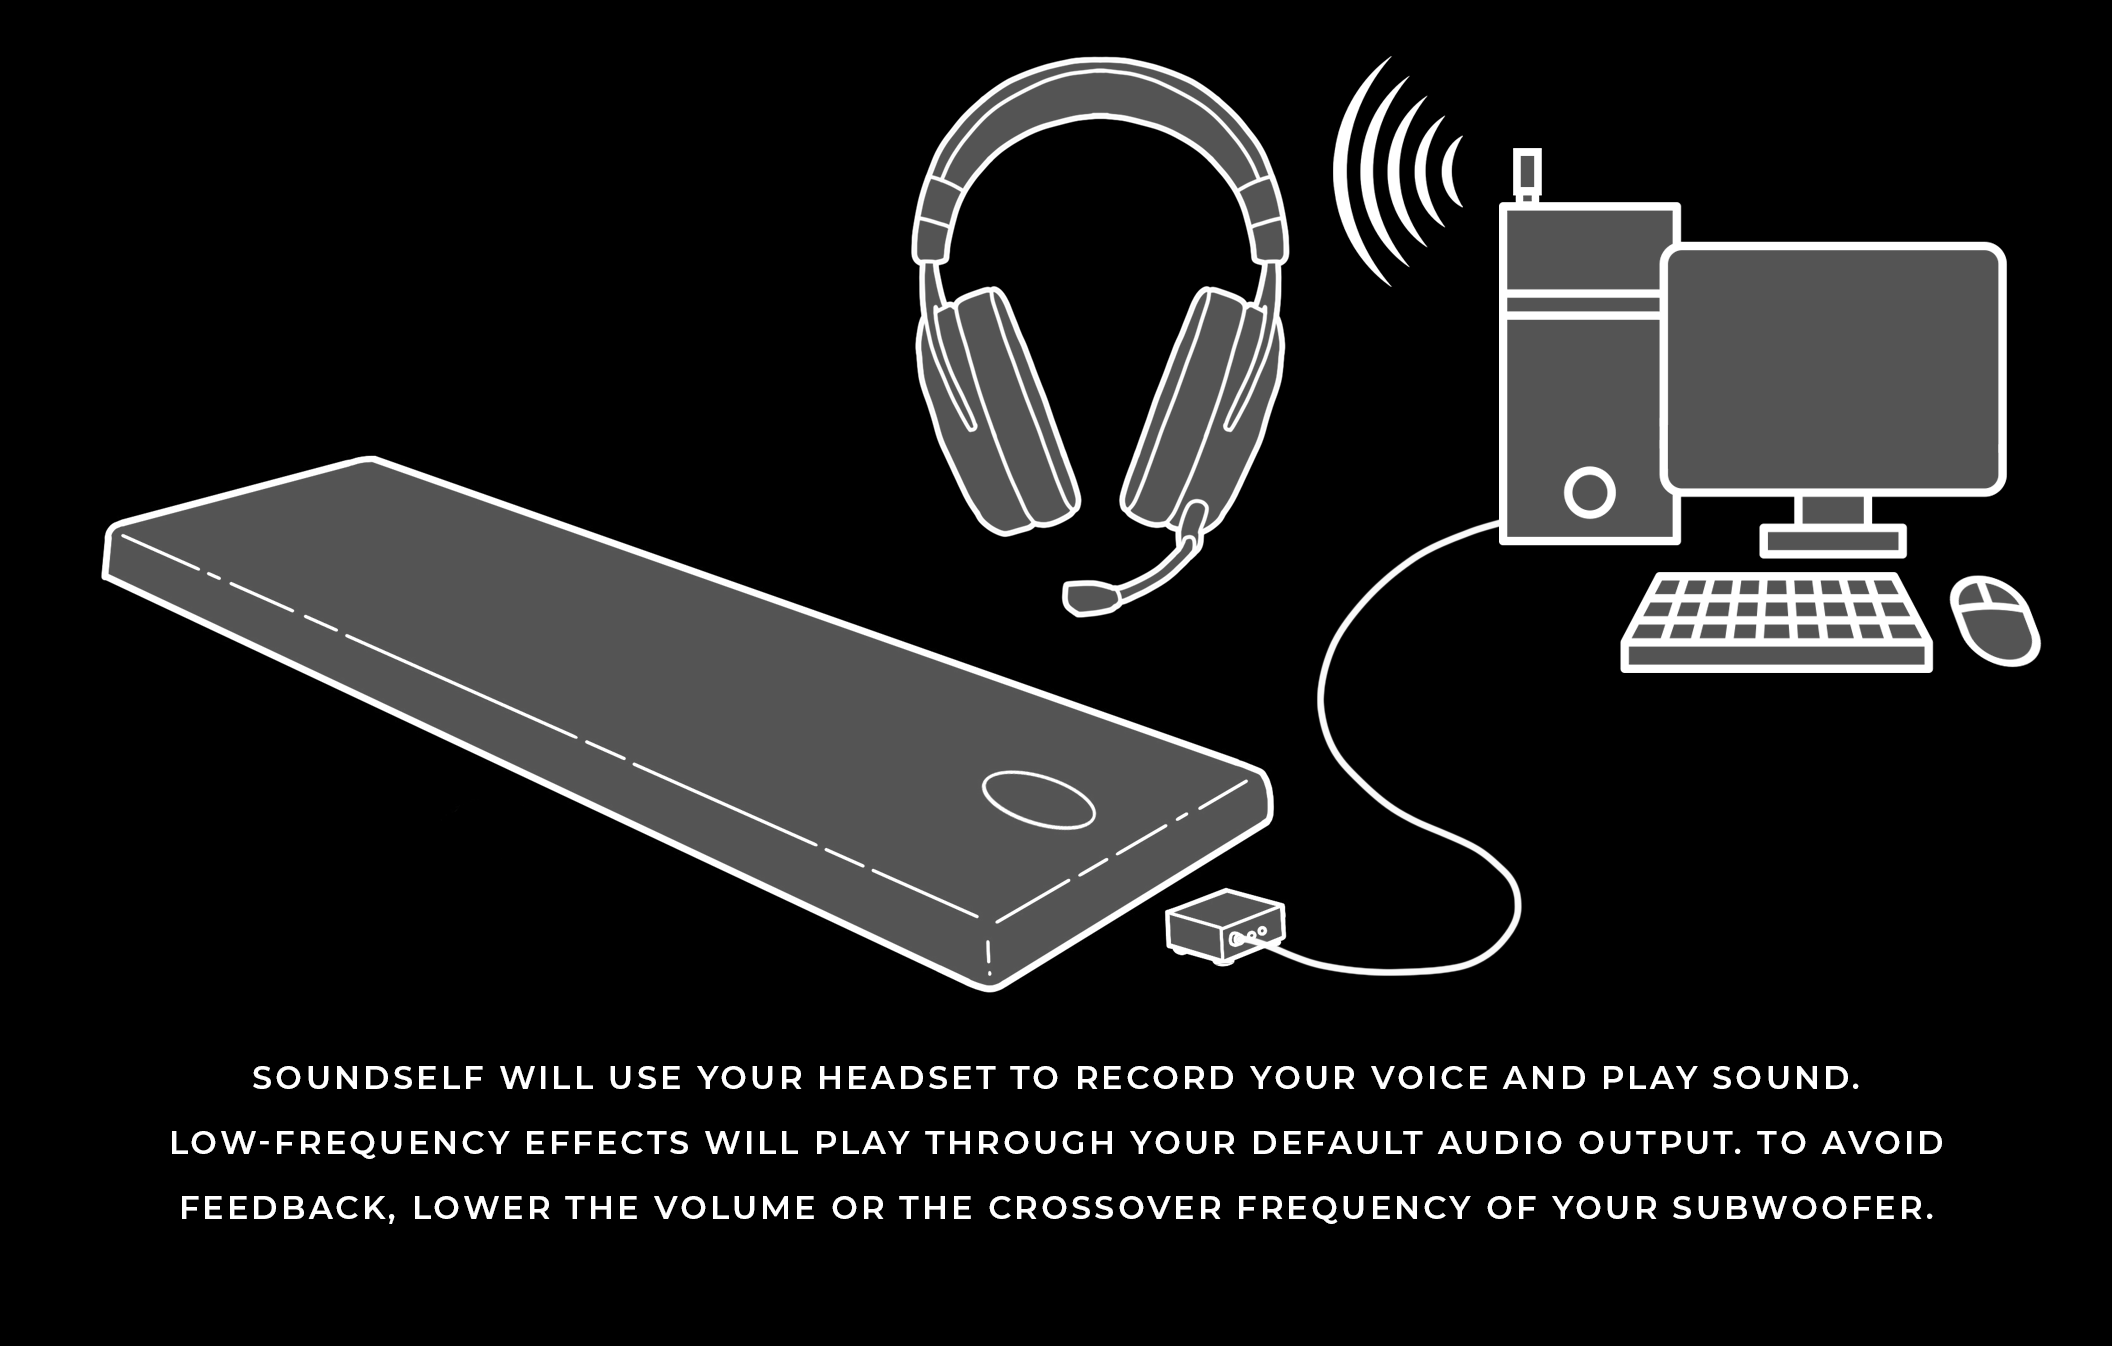 SOUNDSELF WILL USE YOUR HEADSET TO RECORD YOUR VOICE AND PLAY SOUND.
LOW-FREQUENCY EFFECTS WILL PLAY THROUGH YOUR DEFAULT AUDIO OUTPUT. TO AVOID
FEEDBACK, LOWER THE VOLUME OR THE CROSSOVER FREQUENCY OF YOUR SUBWOOFER.